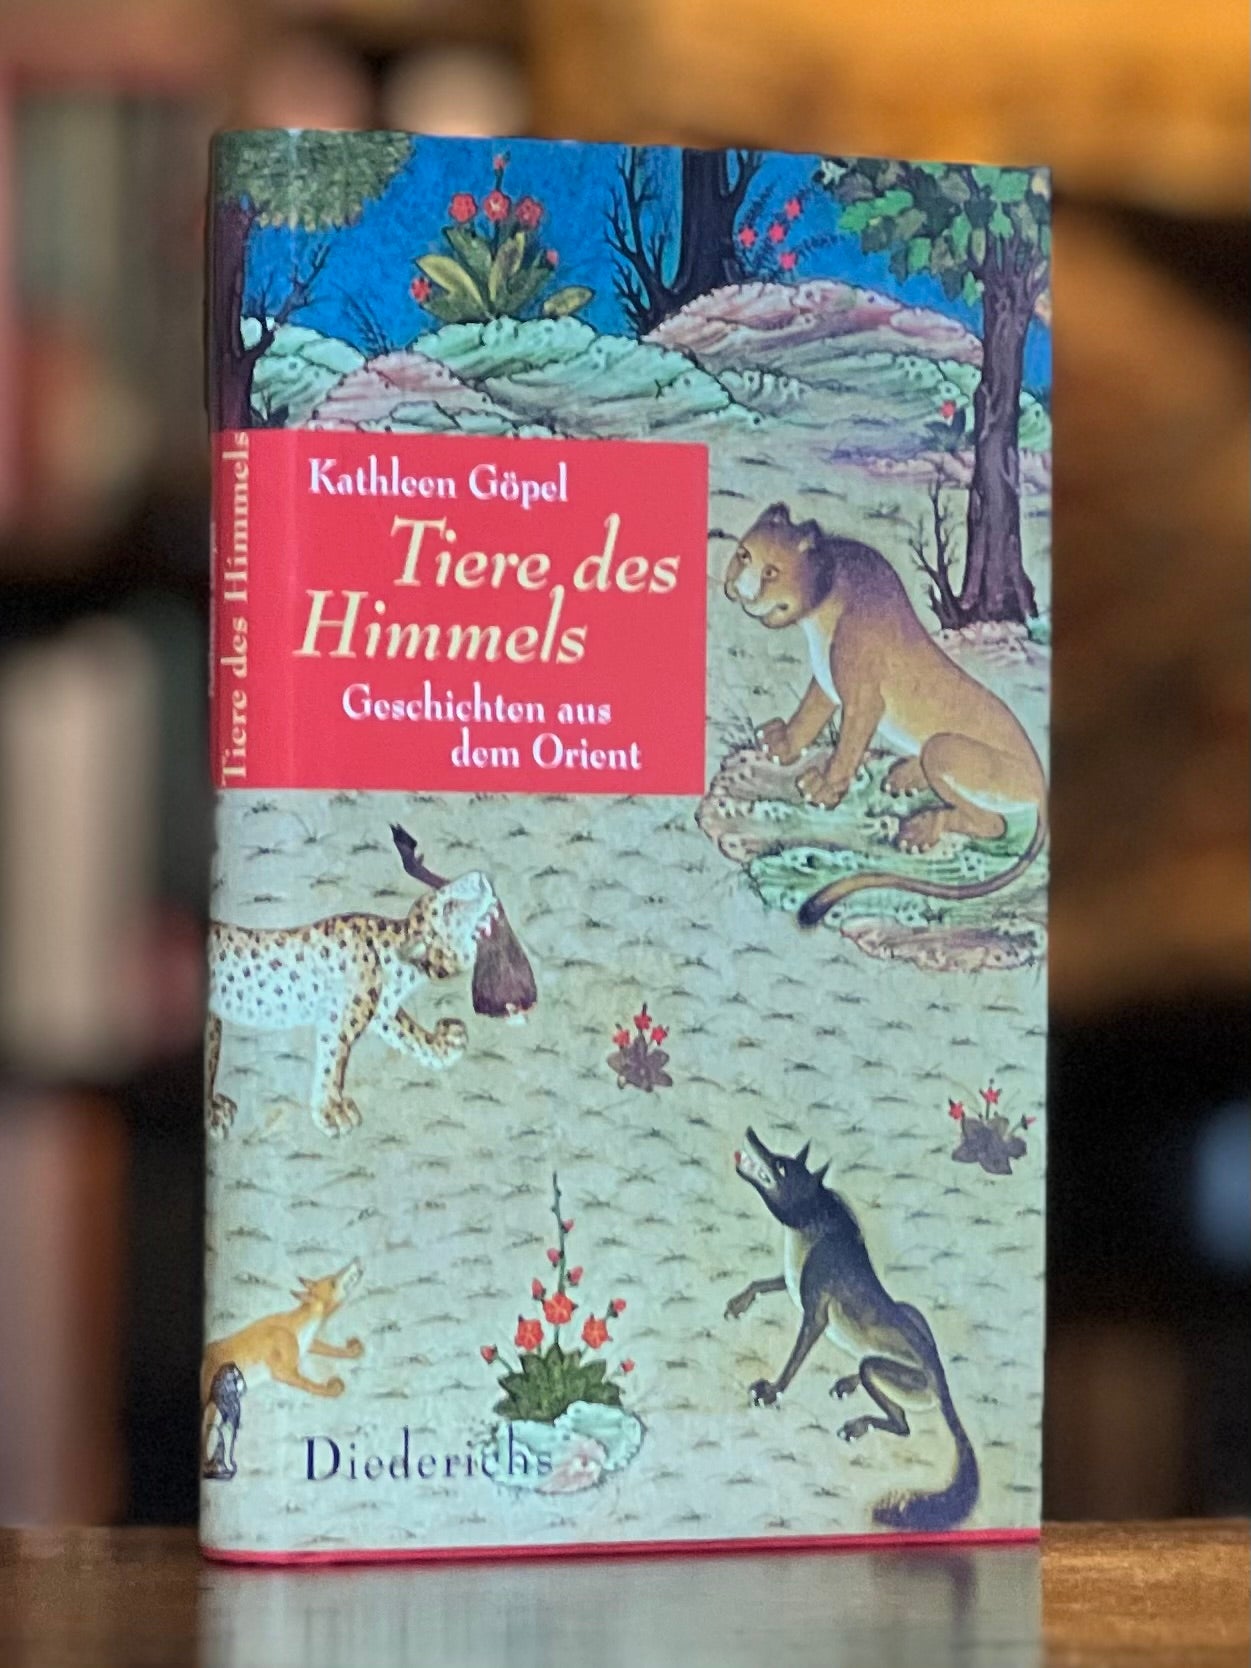 Kathleen Göpel
Tiere des
Himmels
Geschichten aus
dem Orient
Tiere des Himmels
Diederichs